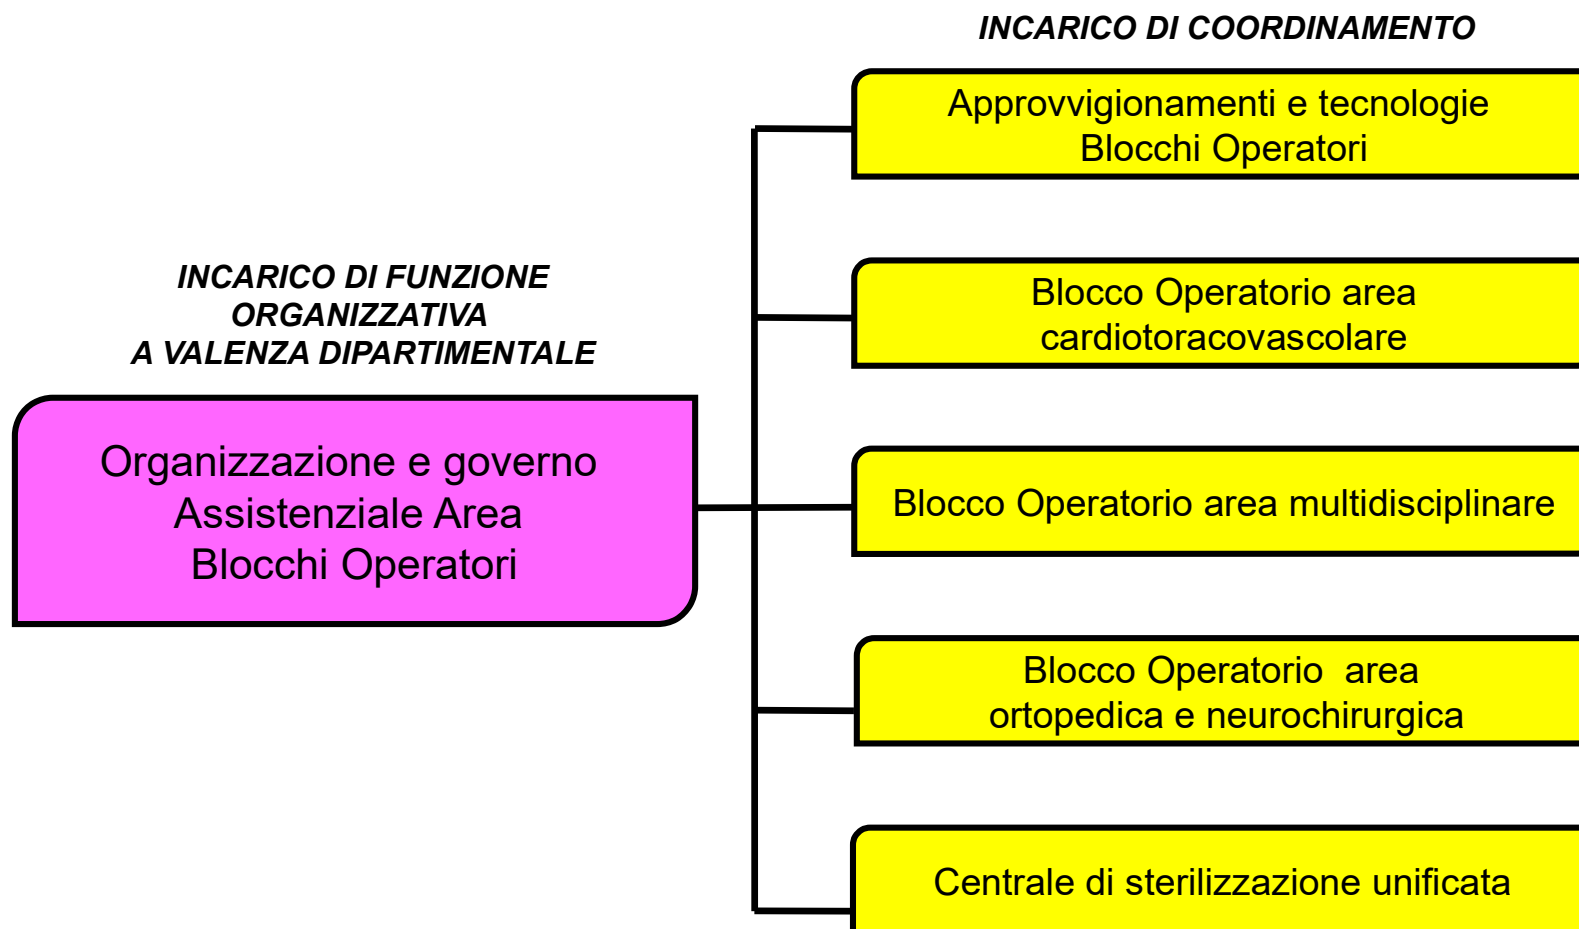 INCARICO DI COORDINAMENTO
Approvvigionamenti e tecnologie
Blocchi Operatori
Blocco Operatorio area
cardiotoracovascolare
INCARICO DI FUNZIONE
ORGANIZZATIVA
A VALENZA DIPARTIMENTALE
Organizzazione e governo
Assistenziale Area
Blocchi Operatori
Blocco Operatorio area multidisciplinare
Blocco Operatorio  area
ortopedica e neurochirurgica
Centrale di sterilizzazione unificata